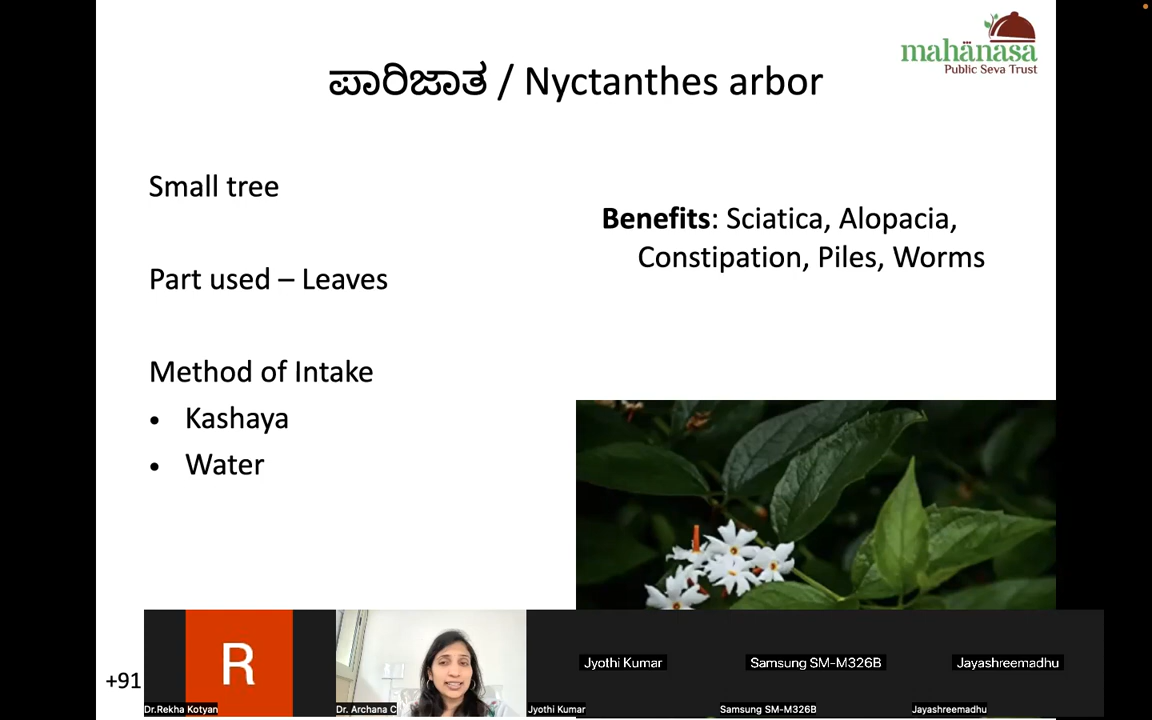 mahänasa
Public Seva Trust
ಪಾರಿಜಾತ / Nyctanthes arbor
Small tree
Part used – Leaves
Method of Intake
• Kashaya
• Water
Benefits: Sciatica, Alopacia,
Constipation, Piles, Worms
+91
R
Dr.Rekha Kotyan
Dr. Archana C
Jyothi Kumar
Jyothi Kumar
Samsung SM-M326B
Samsung SM-M326B
Jayashreemadhu
Jayashreemadhu